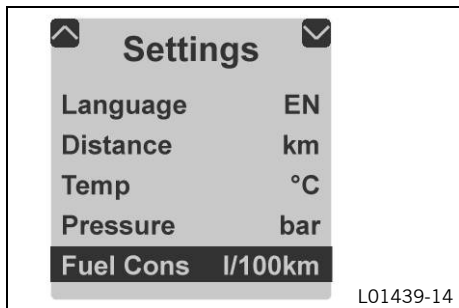 Settings
Language EN
Distance km
Temp °C
Pressure bar
Fuel Cons l/100km
L01439-14